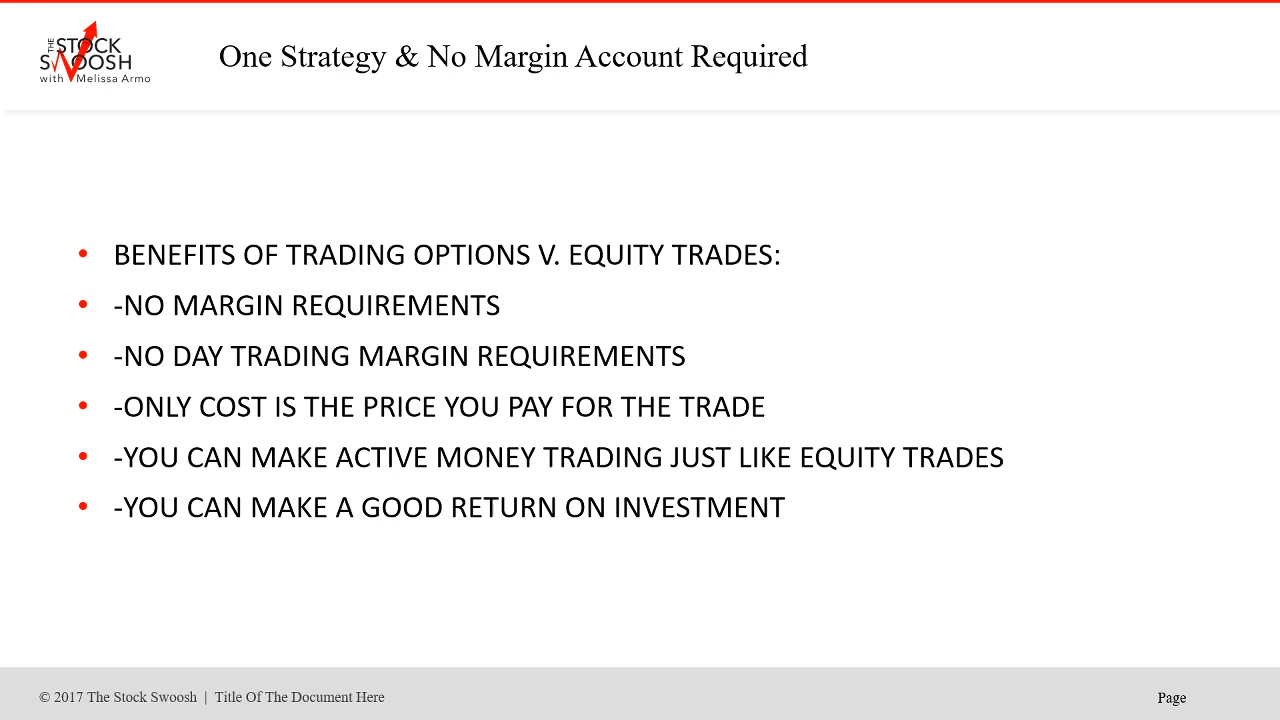 THE STOCK
SWOOSH
with Melissa Armo
One Strategy & No Margin Account Required
• BENEFITS OF TRADING OPTIONS V. EQUITY TRADES:
• -NO MARGIN REQUIREMENTS
• -NO DAY TRADING MARGIN REQUIREMENTS
• -ONLY COST IS THE PRICE YOU PAY FOR THE TRADE
• -YOU CAN MAKE ACTIVE MONEY TRADING JUST LIKE EQUITY TRADES
• -YOU CAN MAKE A GOOD RETURN ON INVESTMENT
© 2017 The Stock Swoosh | Title Of The Document Here
Page